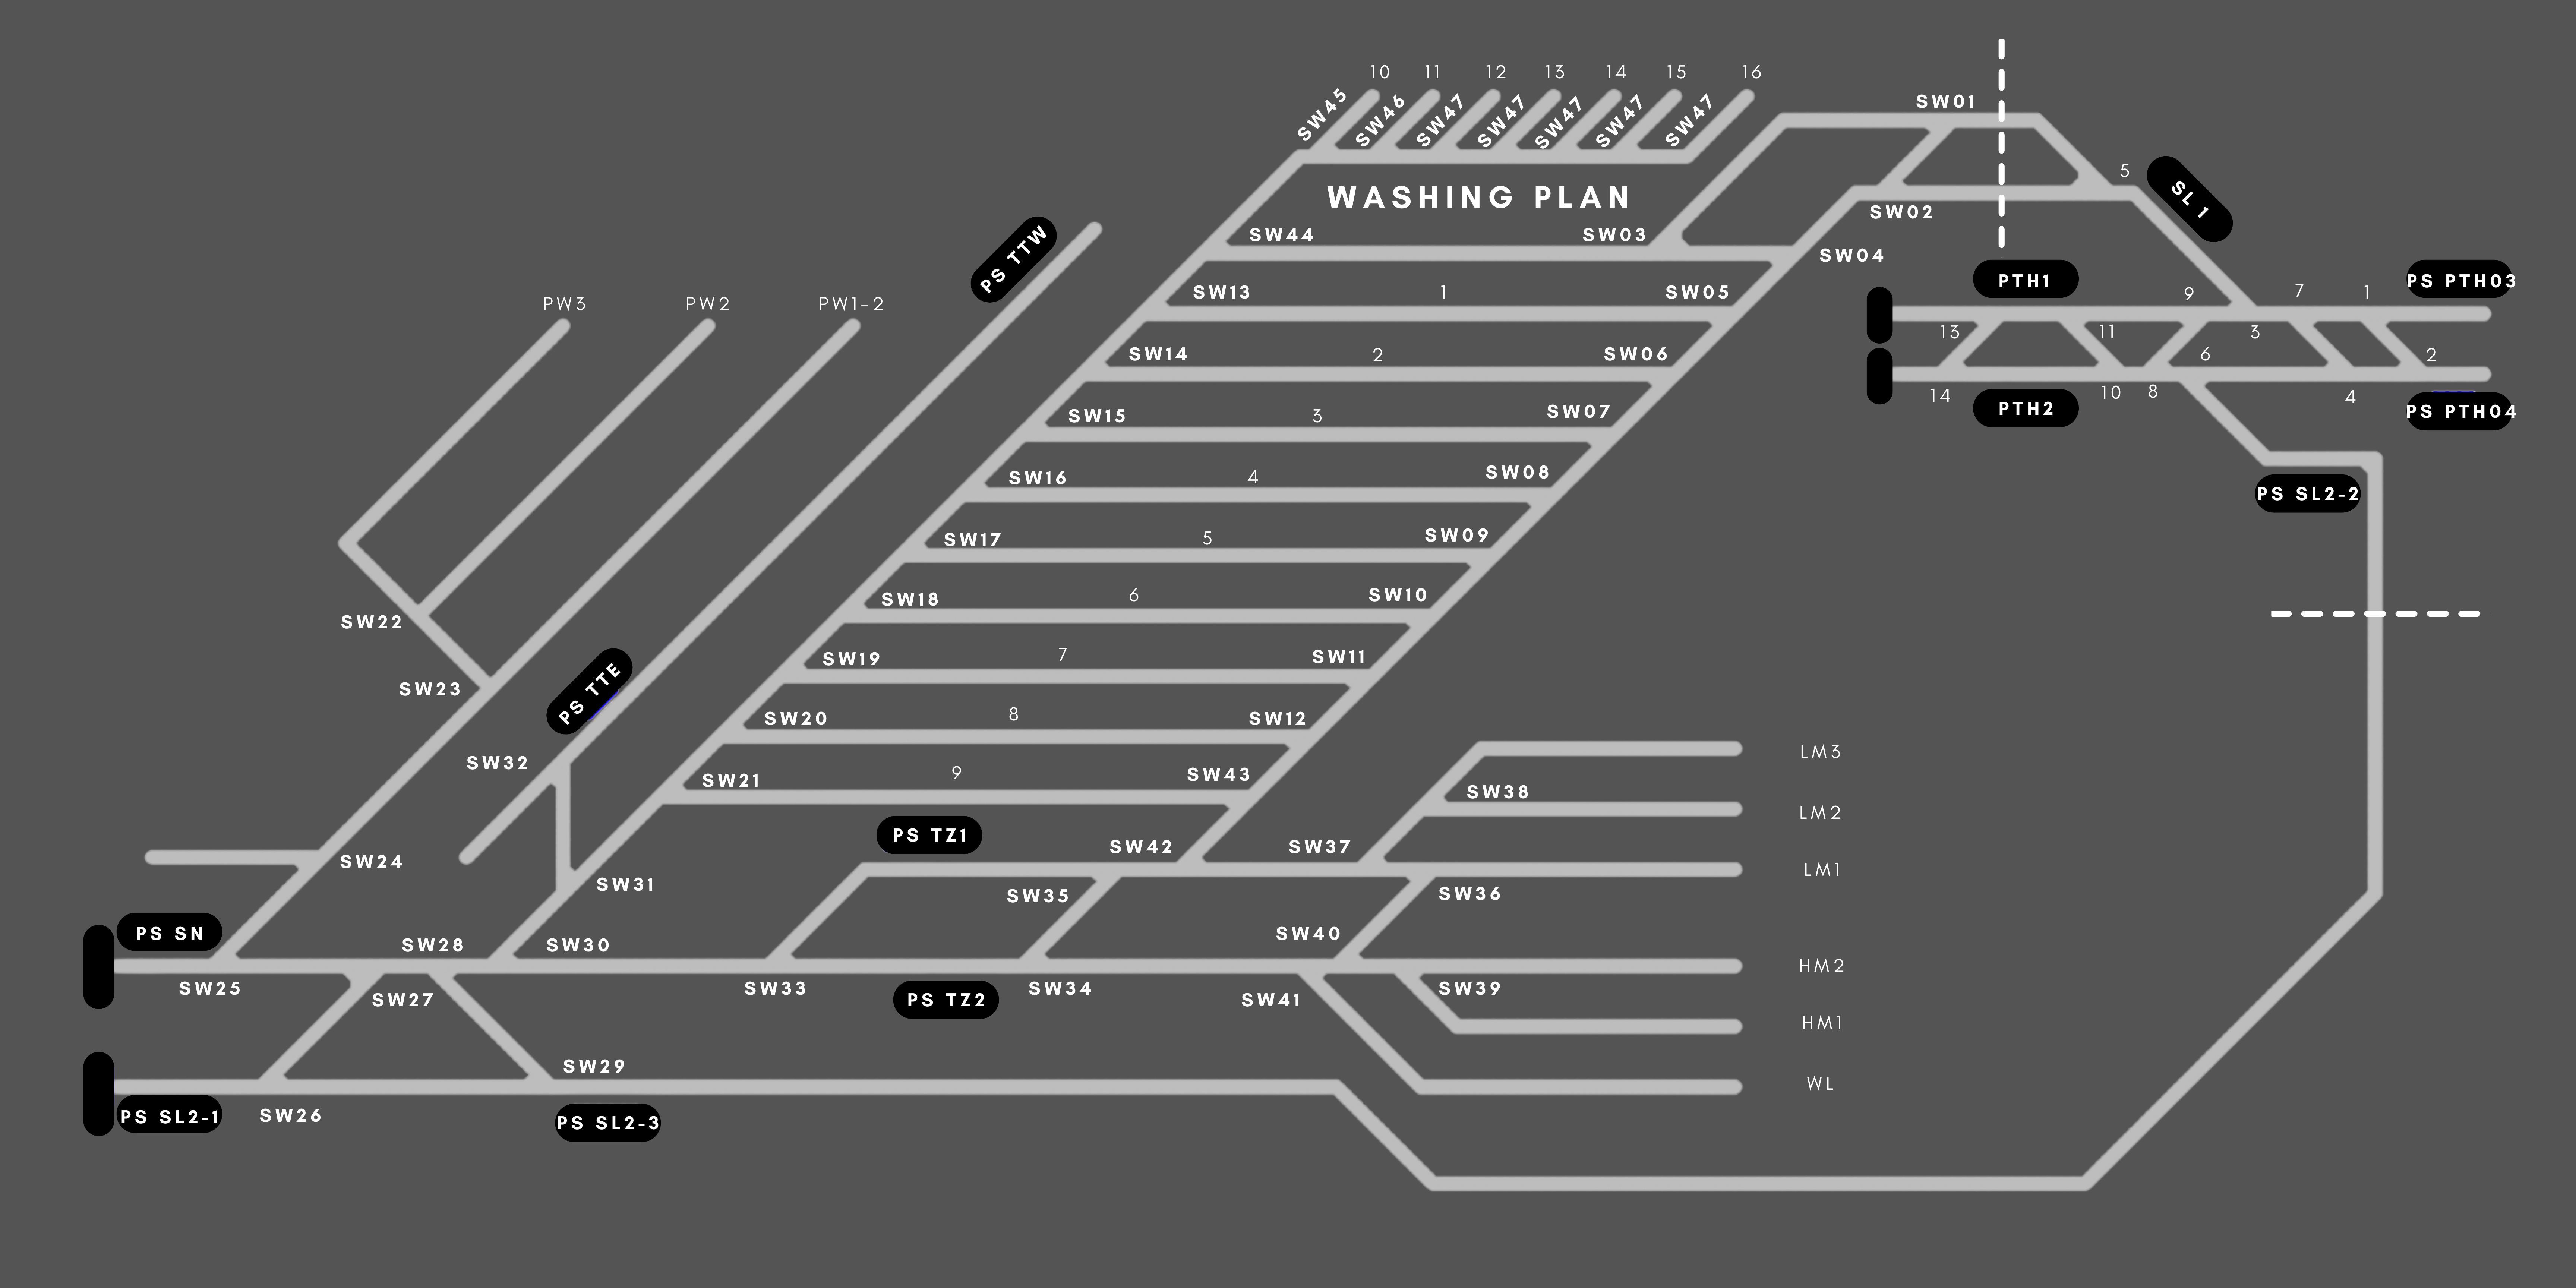 10 11 12 13 14 15 16
SW45 SW46 SW47 SW47 SW47 SW47 SW47
SW01
5
SL 1
WASHING PLAN
SW02
PS TTW
SW44 SW03
SW04
PTH1
PS PTH03
SW13 1 SW05
9 7 1
PW3 PW2 PW1-2
13 11 3
SW14 2 SW06
6 2
14 PTH2 10 8 4 PS PTH04
SW15 3 SW07
SW16 4 SW08
PS SL2-2
SW17 5 SW09
SW18 6 SW10
SW22
SW19 7 SW11
SW23
PS TTE
SW20 8 SW12
LM3
SW32
SW21 9 SW43
SW38
LM2
PS TZ1
SW42 SW37
SW24
LM1
SW31
SW35 SW36
PS SN
SW28 SW30
SW40
HM2
SW25 SW27
SW33 PS TZ2 SW34
SW41 SW39
HM1
SW29
WL
PS SL2-1 SW26
PS SL2-3